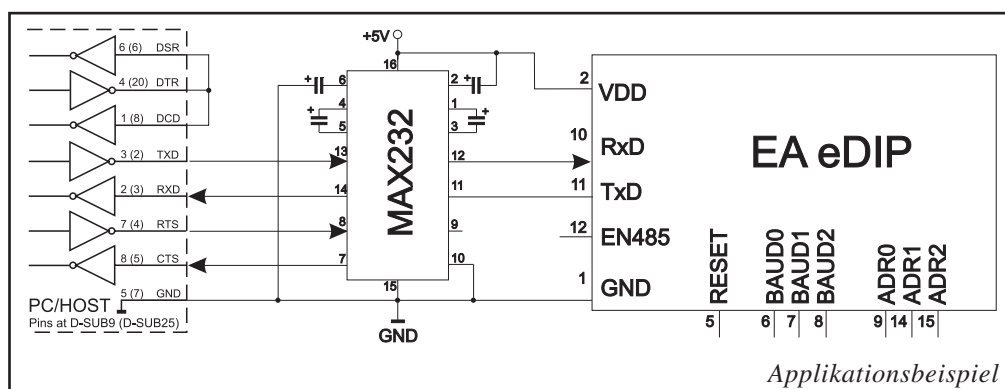 +5V
6 (6) DSR
4 (20) DTR
1 (8) DCD
3 (2) TXD
2 (3) RXD
7 (4) RTS
8 (5) CTS
5 (7) GND
PC/HOST
Pins at D-SUB9 (D-SUB25)
16
+
6
2
+
+
4
1
+
5
3
13
12
14
11
8
9
7
10
15
MAX232
GND
2
VDD
10
RxD
11
TxD
12
EN485
1
GND
EA eDIP
RESET
BAUD0
BAUD1
BAUD2
ADR0
ADR1
ADR2
5
6
7
8
9
14
15
Applikationsbeispiel